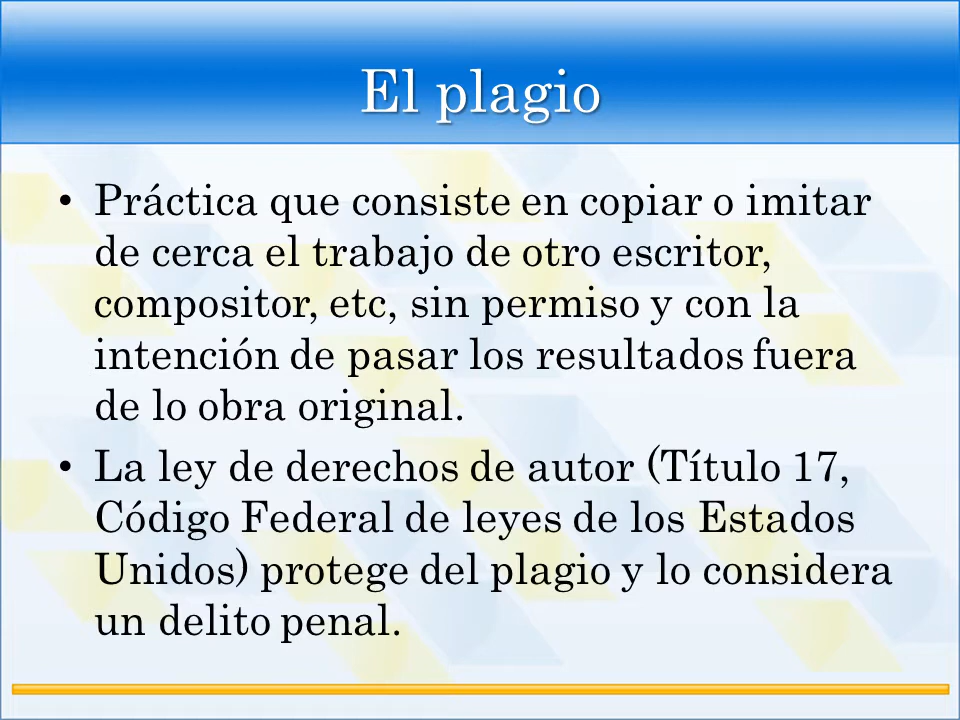 El plagio
• Práctica que consiste en copiar o imitar
de cerca el trabajo de otro escritor,
compositor, etc, sin permiso y con la
intención de pasar los resultados fuera
de lo obra original.
• La ley de derechos de autor (Título 17,
Código Federal de leyes de los Estados
Unidos) protege del plagio y lo considera
un delito penal.